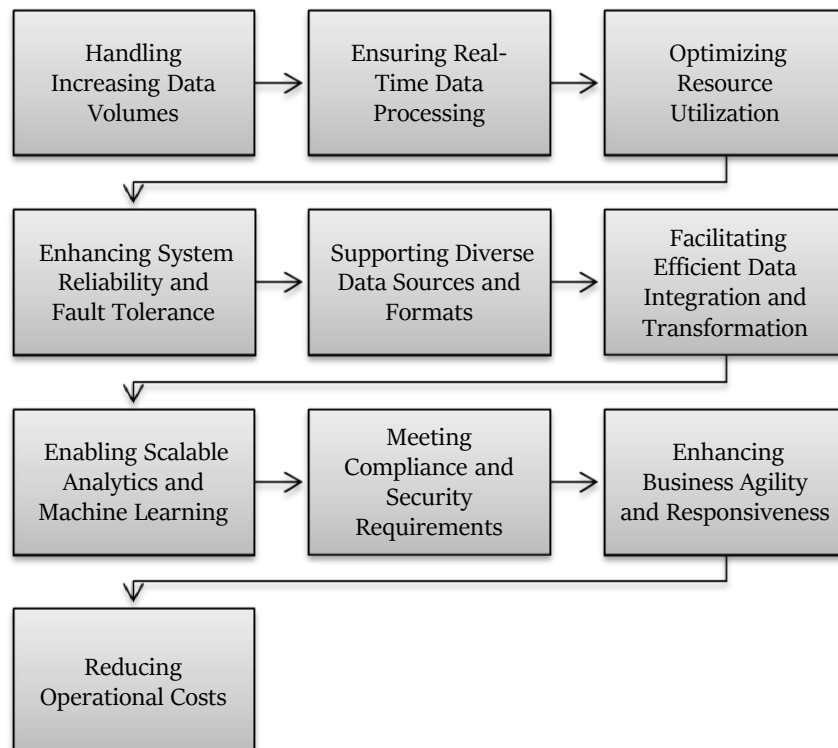 Handling
Increasing Data
Volumes
Ensuring Real-
Time Data
Processing
Optimizing
Resource
Utilization
Enhancing System
Reliability and
Fault Tolerance
Supporting Diverse
Data Sources and
Formats
Facilitating
Efficient Data
Integration and
Transformation
Enabling Scalable
Analytics and
Machine Learning
Meeting
Compliance and
Security
Requirements
Enhancing
Business Agility
and Responsiveness
Reducing
Operational Costs